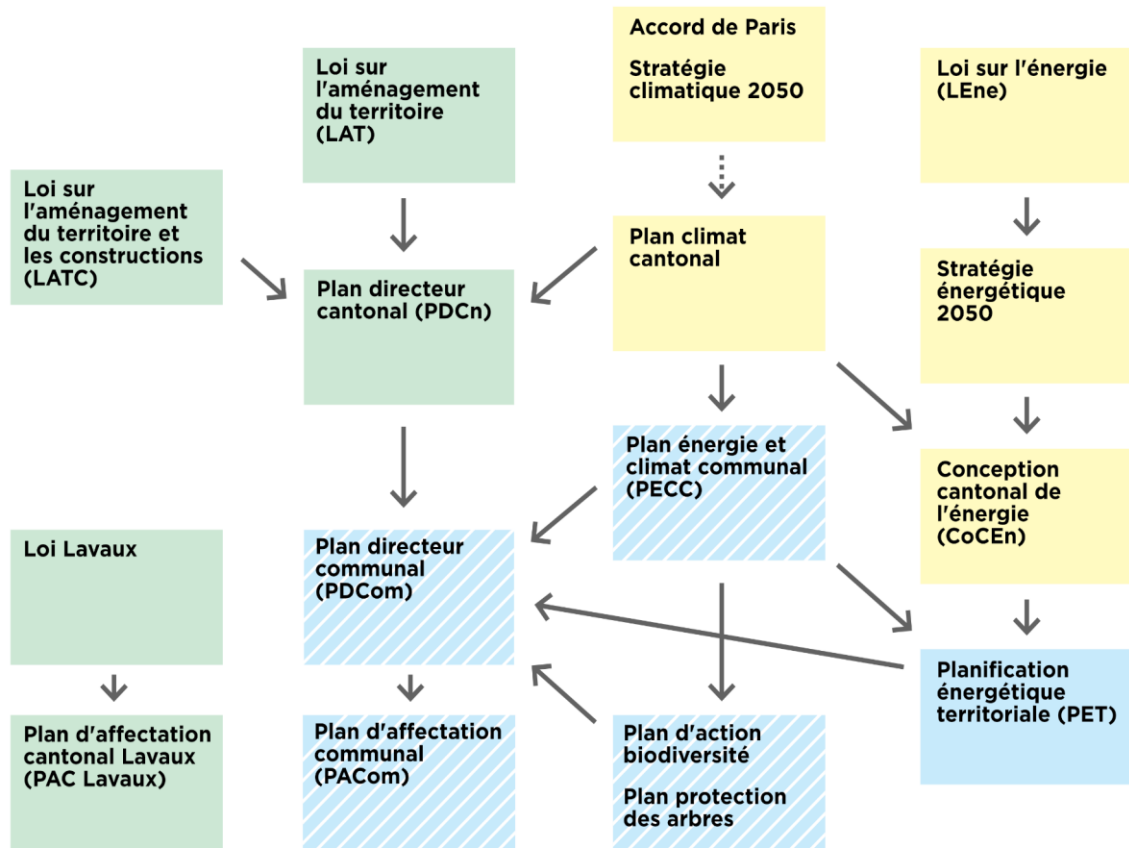 Accord de Paris
Stratégie
climatique 2050
Loi sur
l'aménagement
du territoire
(LAT)
Loi sur l'énergie
(LEne)
Loi sur
l'aménagement
du territoire et
les constructions
(LATC)
Plan directeur
cantonal (PDCn)
Plan climat
cantonal
Stratégie
énergétique
2050
Plan énergie et
climat communal
(PECC)
Conception
cantonal de
l'énergie
(CoCEn)
Loi Lavaux
Plan directeur
communal
(PDCom)
Planification
énergétique
territoriale (PET)
Plan d'affectation
cantonal Lavaux
(PAC Lavaux)
Plan d'affectation
communal
(PACom)
Plan d'action
biodiversité
Plan protection
des arbres